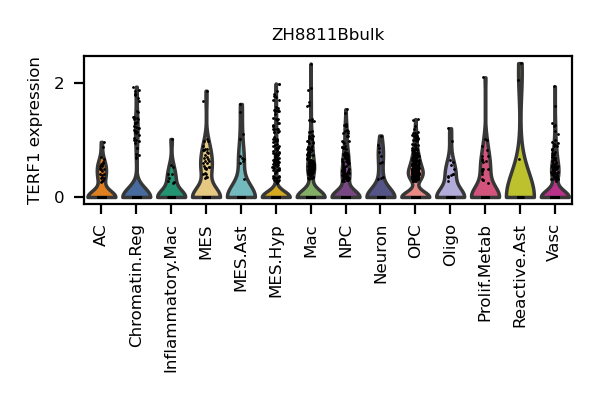 ZH8811Bbulk
TERF1 expression
2
0
AC
Chromatin.Reg
Inflammatory.Mac
MES
MES.Ast
MES.Hyp
Mac
NPC
Neuron
OPC
Oligo
Prolif.Metab
Reactive.Ast
Vasc